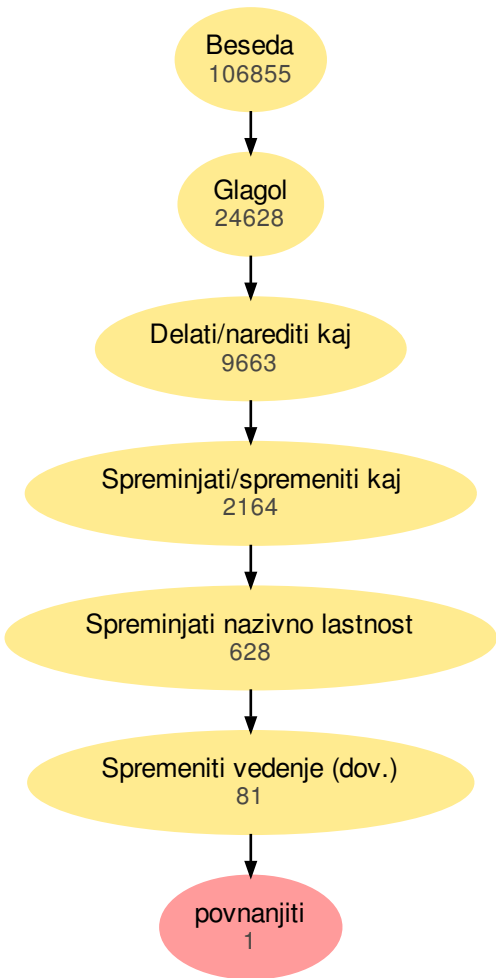 Beseda
106855
Glagol
24628
Delati/narediti kaj
9663
Spreminjati/spremeniti kaj
2164
Spreminjati nazivno lastnost
628
Spremeniti vedenje (dov.)
81
povnanjiti
1